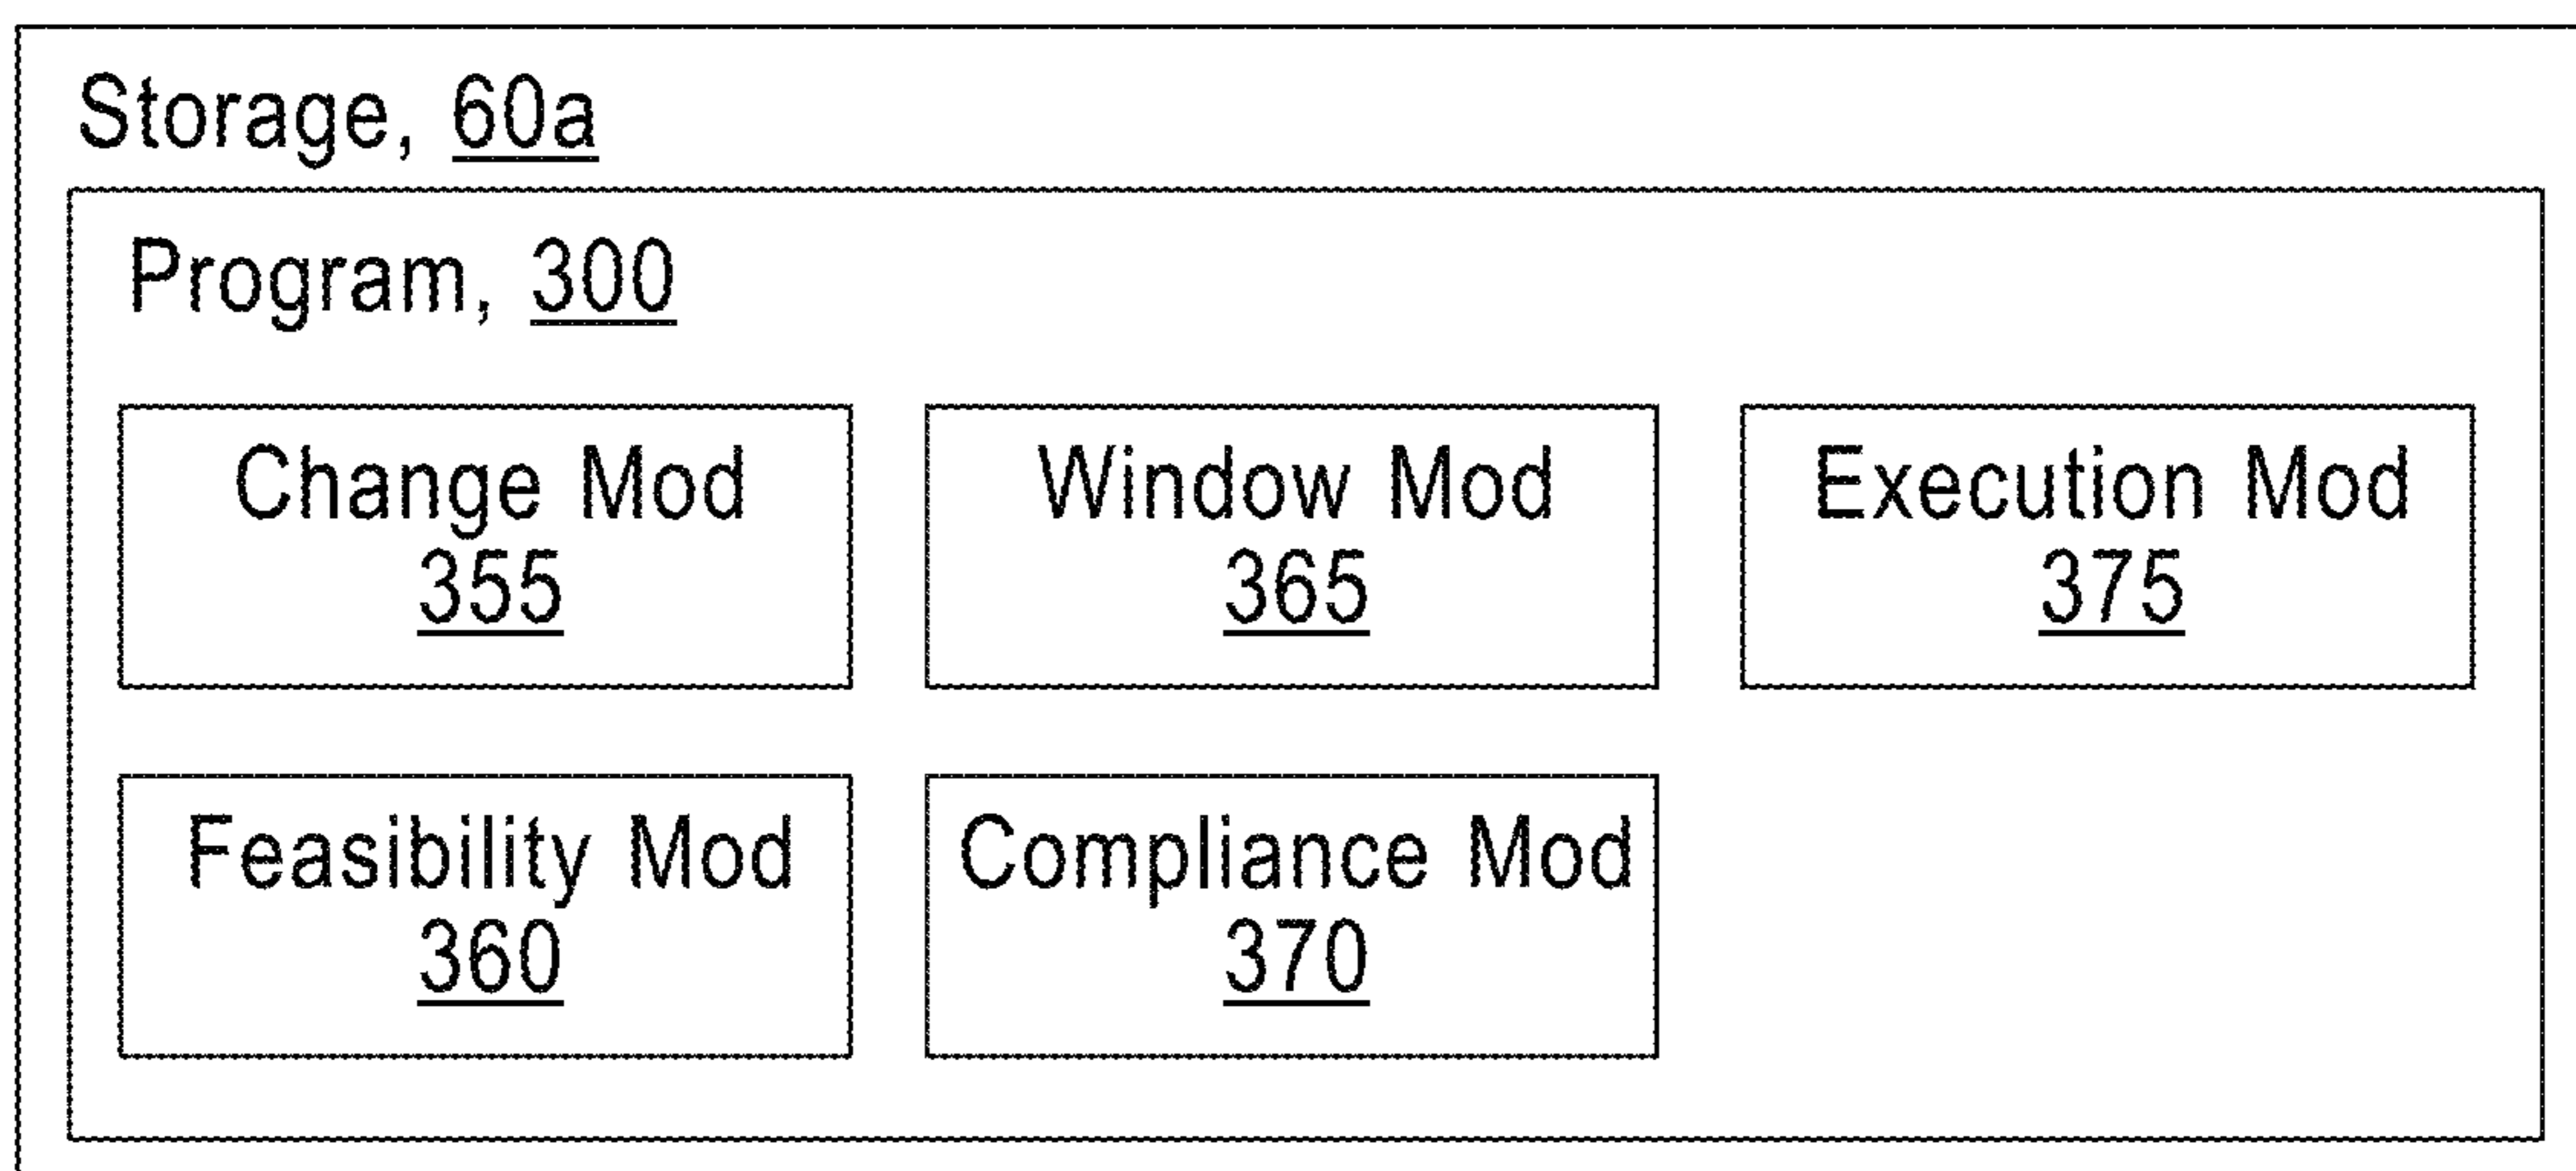 Storage, 60a
Program, 300
Change Mod
355
Window Mod
365
Execution Mod
375
Feasibility Mod
360
Compliance Mod
370